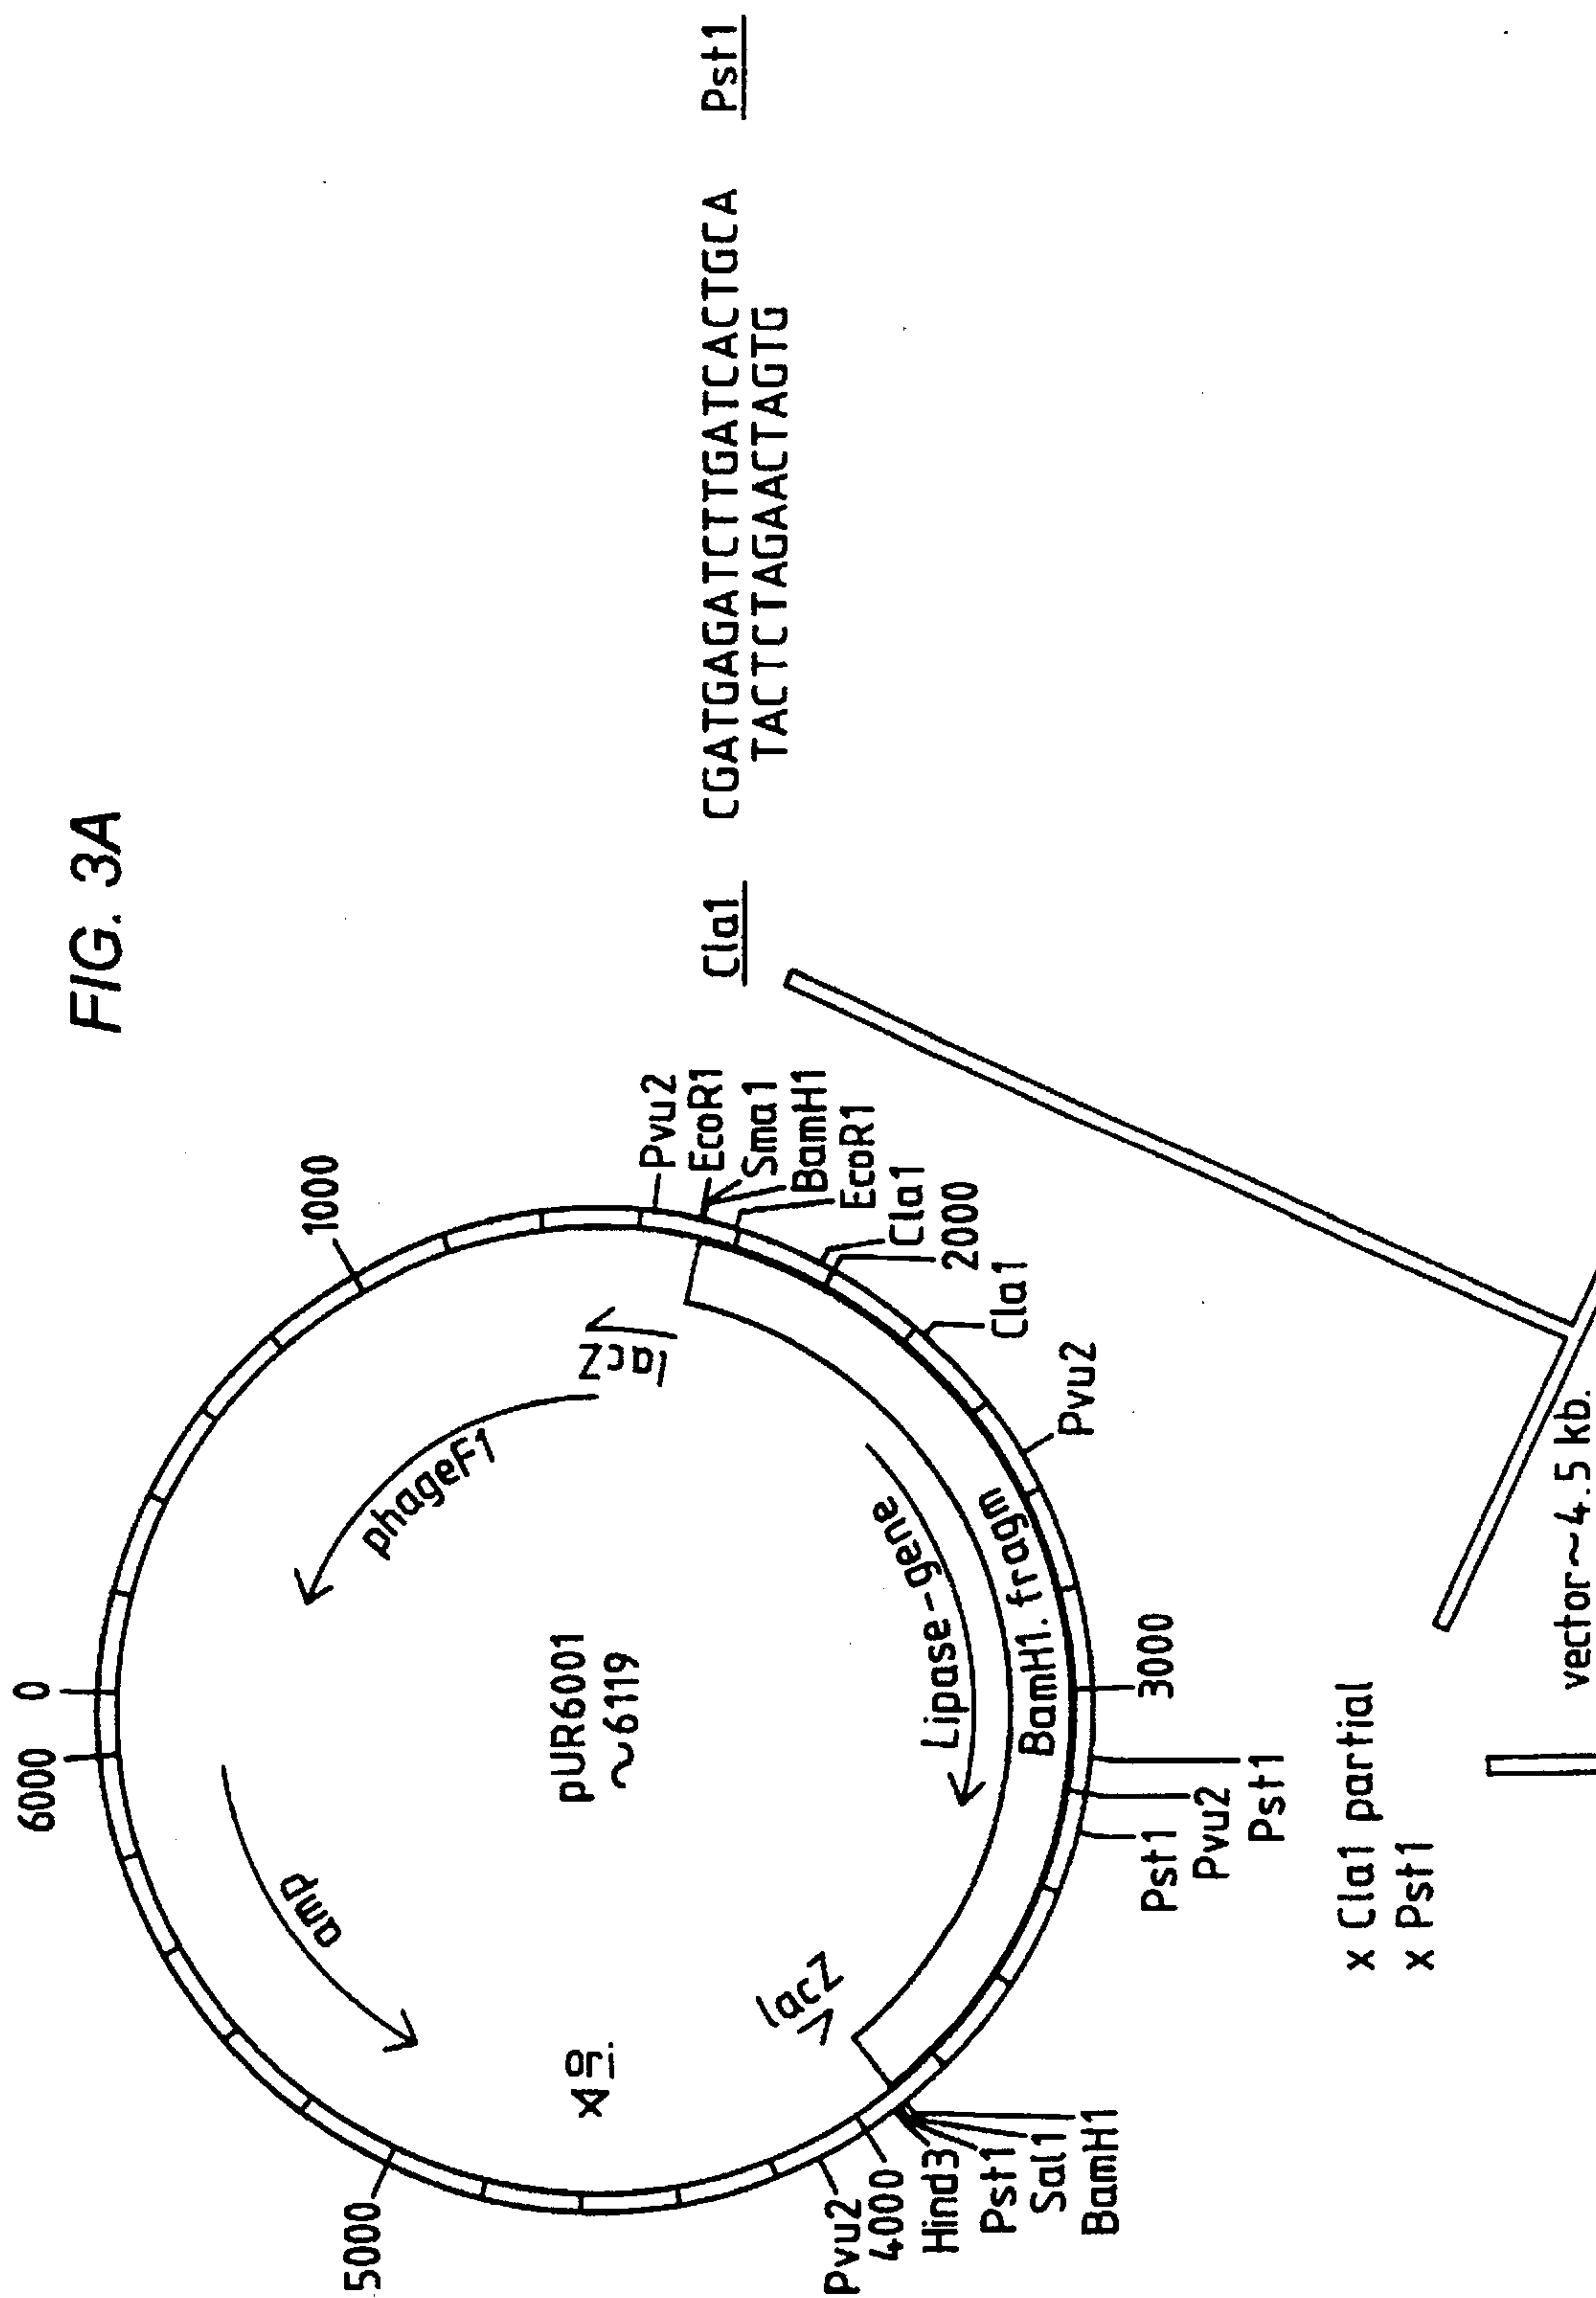 FIG. 3A
6000
0
1000
Pvu2
EcoR1
Sma1
BamH1
EcoR1
Cla1
2000
Cla1
Pvu2
3000
Pst1
Pvu2
Pst1
BamH1
Sal1
Pst1
Hind3
4000
Pvu2
5000
amp
phageF1
lacZ
pUR6001
~6119
ori.
lacZ
Lipase-gene
BamH1. fragm
Cla1 CGATGAGATCTTGATCACTGCA Pst1
TACTCTAGAACTAGTG
x Cla1 partial
x Pst1
vector~4.5 kb.